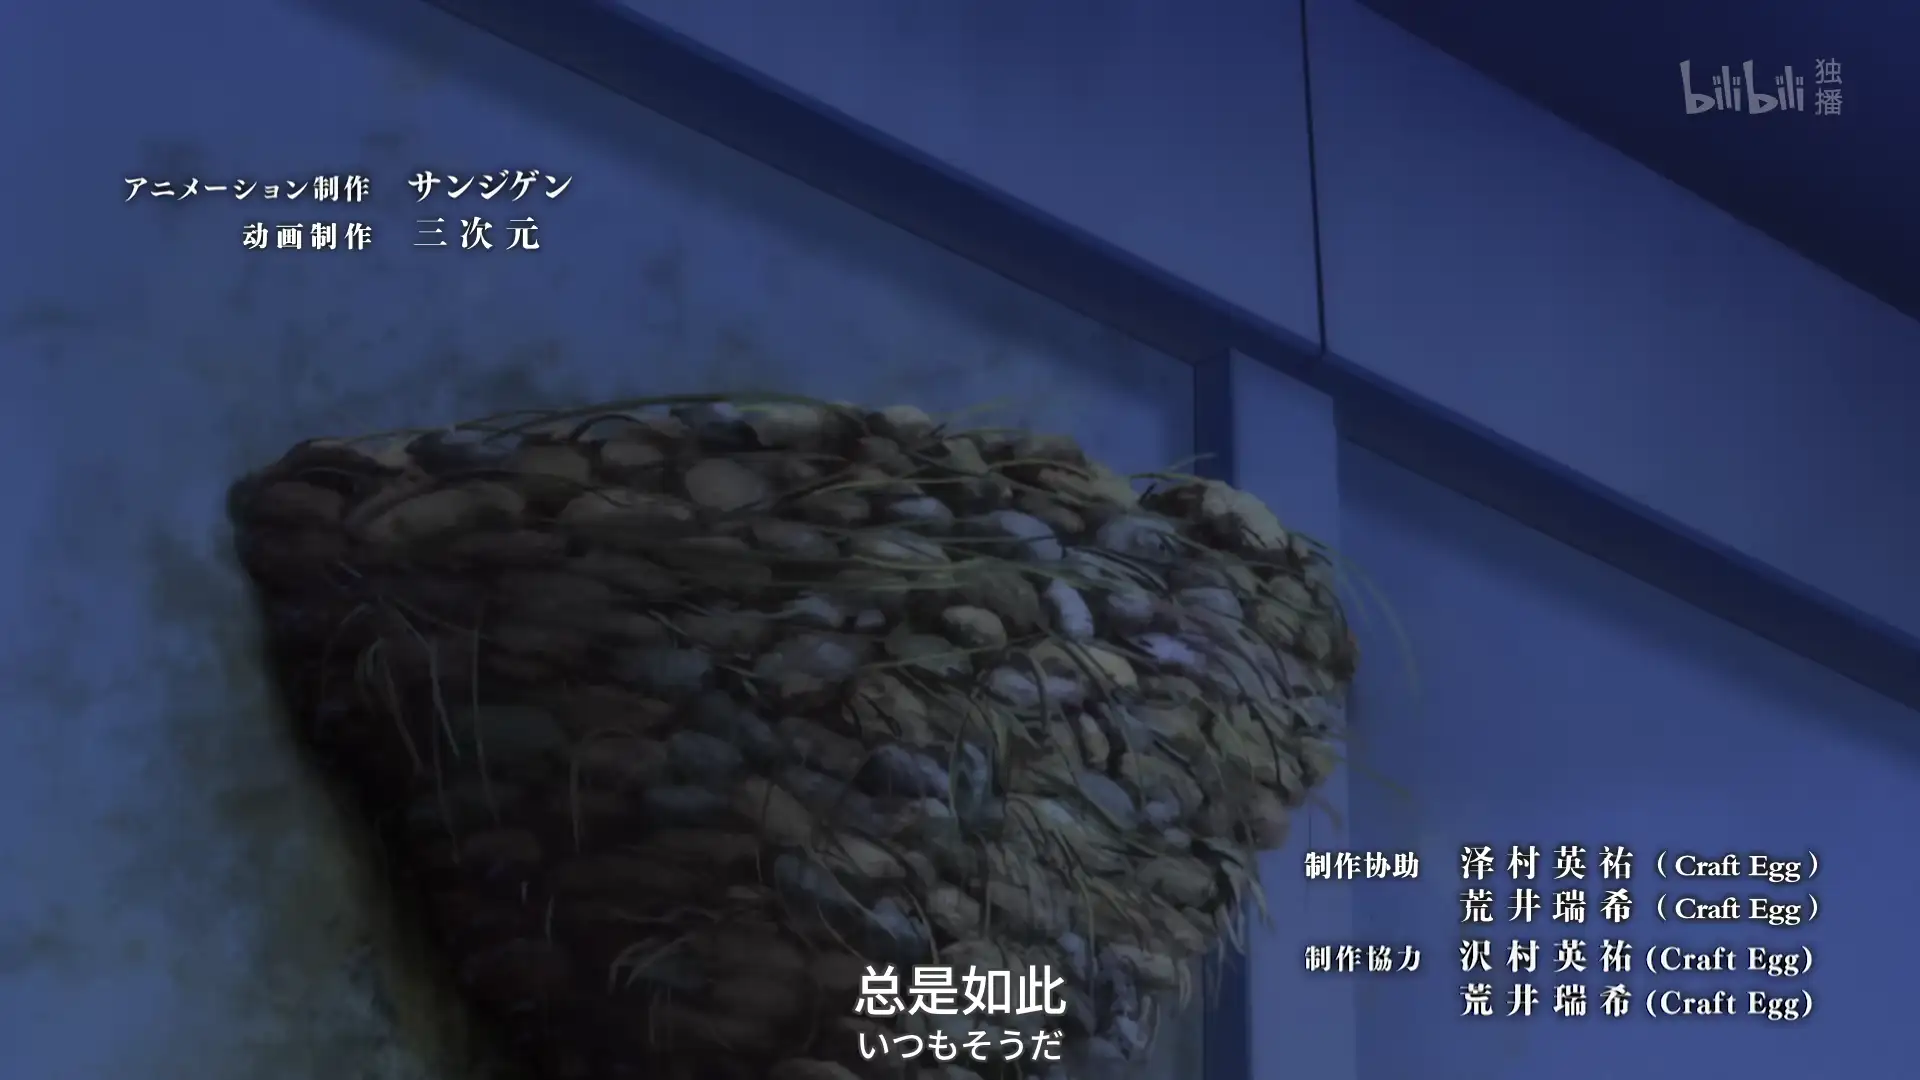 bilibili 独播
アニメーション制作 サンジゲン
动画制作 三次元
制作协助 泽村英祐（Craft Egg）
荒井瑞希（Craft Egg）
制作協力 沢村英祐(Craft Egg)
荒井瑞希(Craft Egg)
总是如此
いつもそうだ